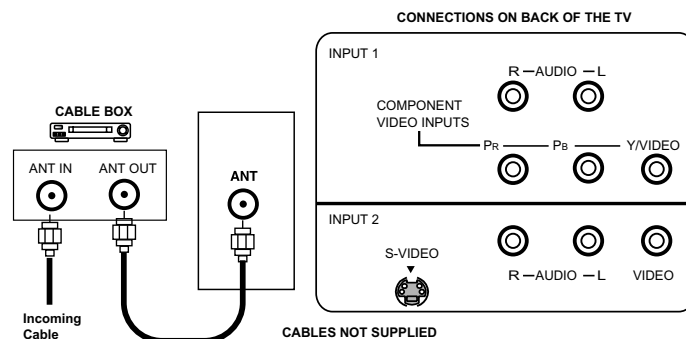 CONNECTIONS ON BACK OF THE TV
INPUT 1
R AUDIO L
COMPONENT
VIDEO INPUTS
PR PB Y/VIDEO
CABLE BOX
ANT IN ANT OUT
ANT
INPUT 2
S-VIDEO
R AUDIO L VIDEO
Incoming
Cable
CABLES NOT SUPPLIED